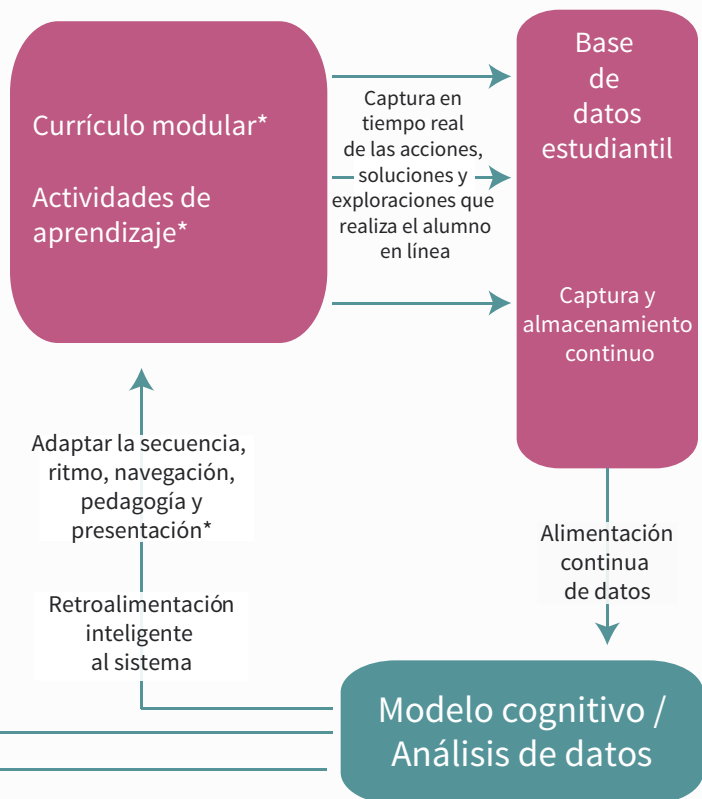 Currículo modular*
Actividades de
aprendizaje*
Captura en
tiempo real
de las acciones,
soluciones y
exploraciones que
realiza el alumno
en línea
Base
de
datos
estudiantil
Captura y
almacenamiento
continuo
Adaptar la secuencia,
ritmo, navegación,
pedagogía y
presentación*
Retroalimentación
inteligente
al sistema
Alimentación
continua
de datos
Modelo cognitivo /
Análisis de datos